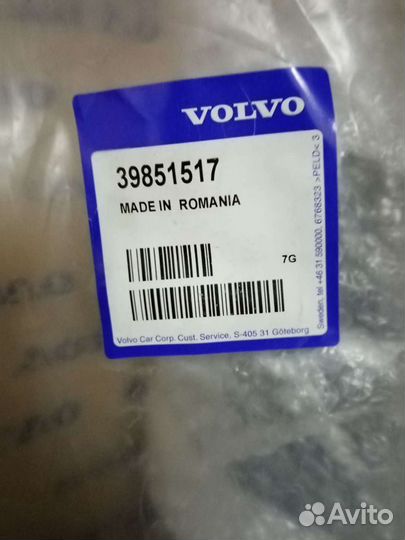 VOLVO
39851517
MADE IN ROMANIA
7G
Volvo Car Corp. Cust. Service, S-405 31 Göteborg
Sweden, tel +46 31 590000. 6768323 >PELD< 3
Avito